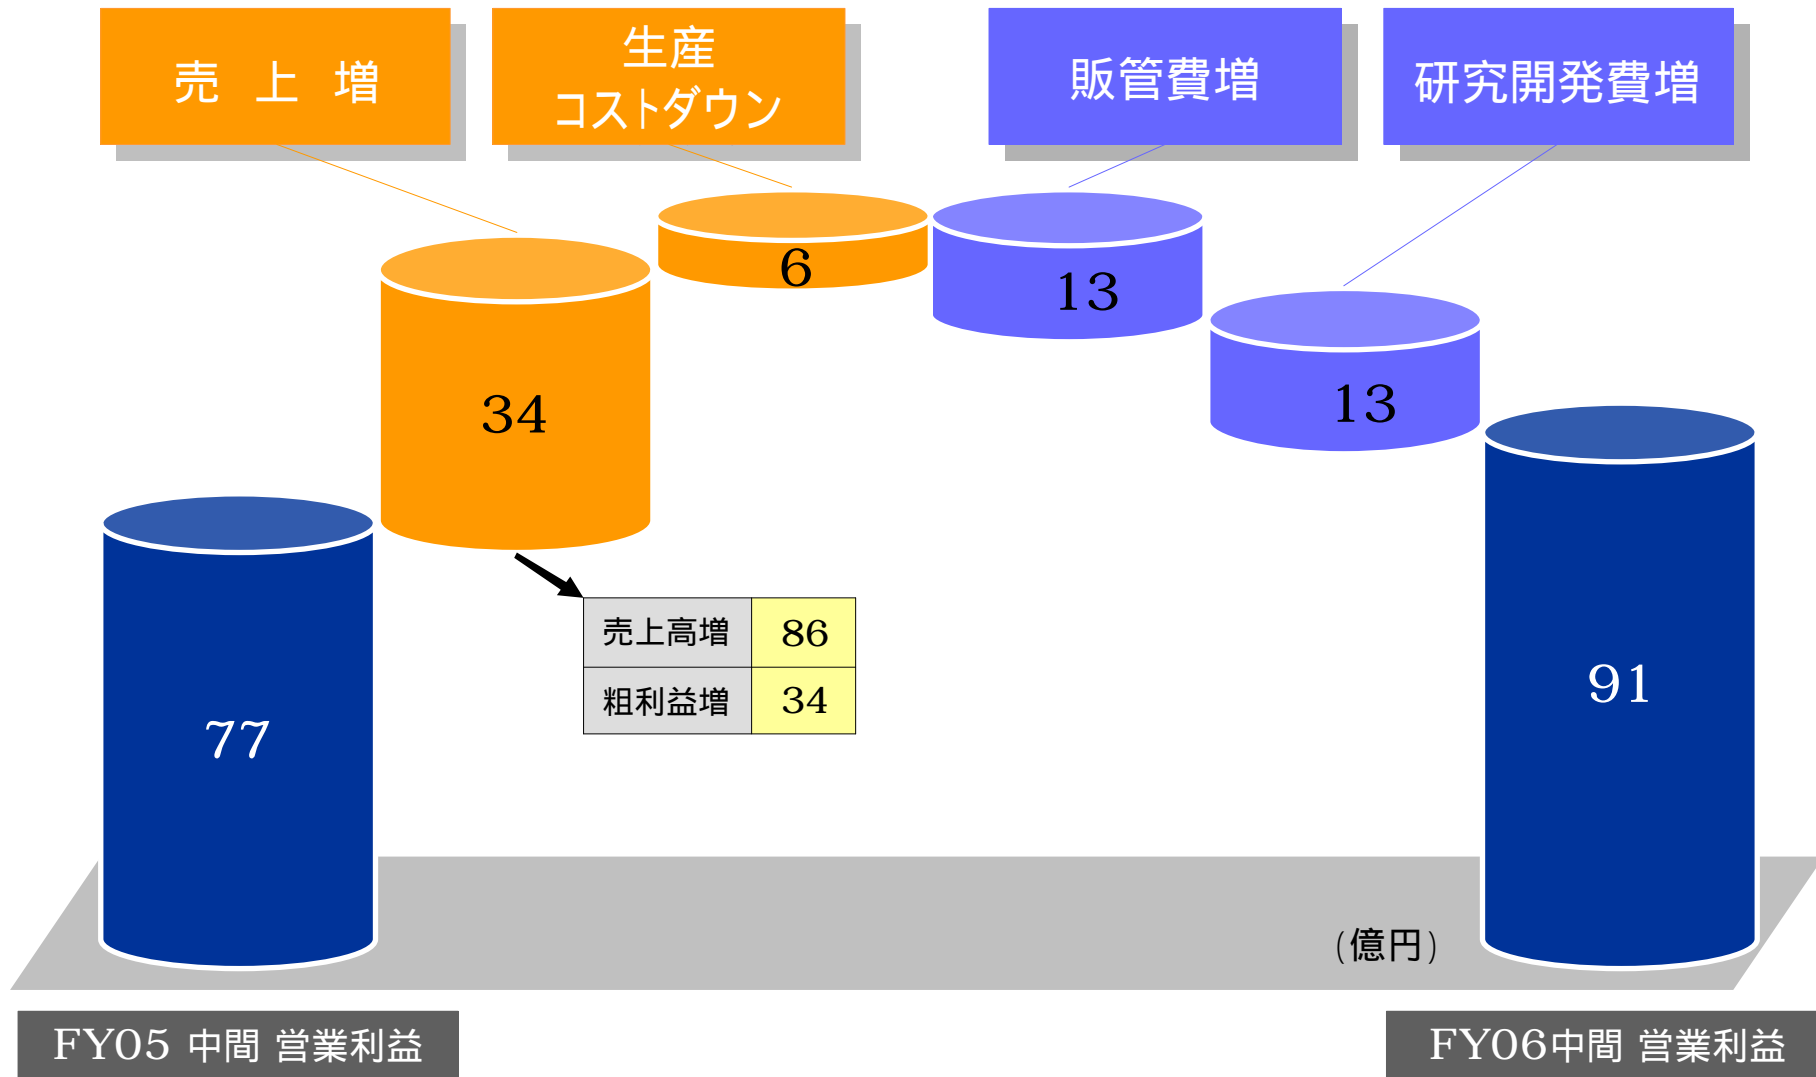 売 上 増
生産
コストダウン
販管費増
研究開発費増
6
13
34
13
売上高増 86
粗利益増 34
77
91
(億円)
FY05 中間 営業利益
FY06中間 営業利益